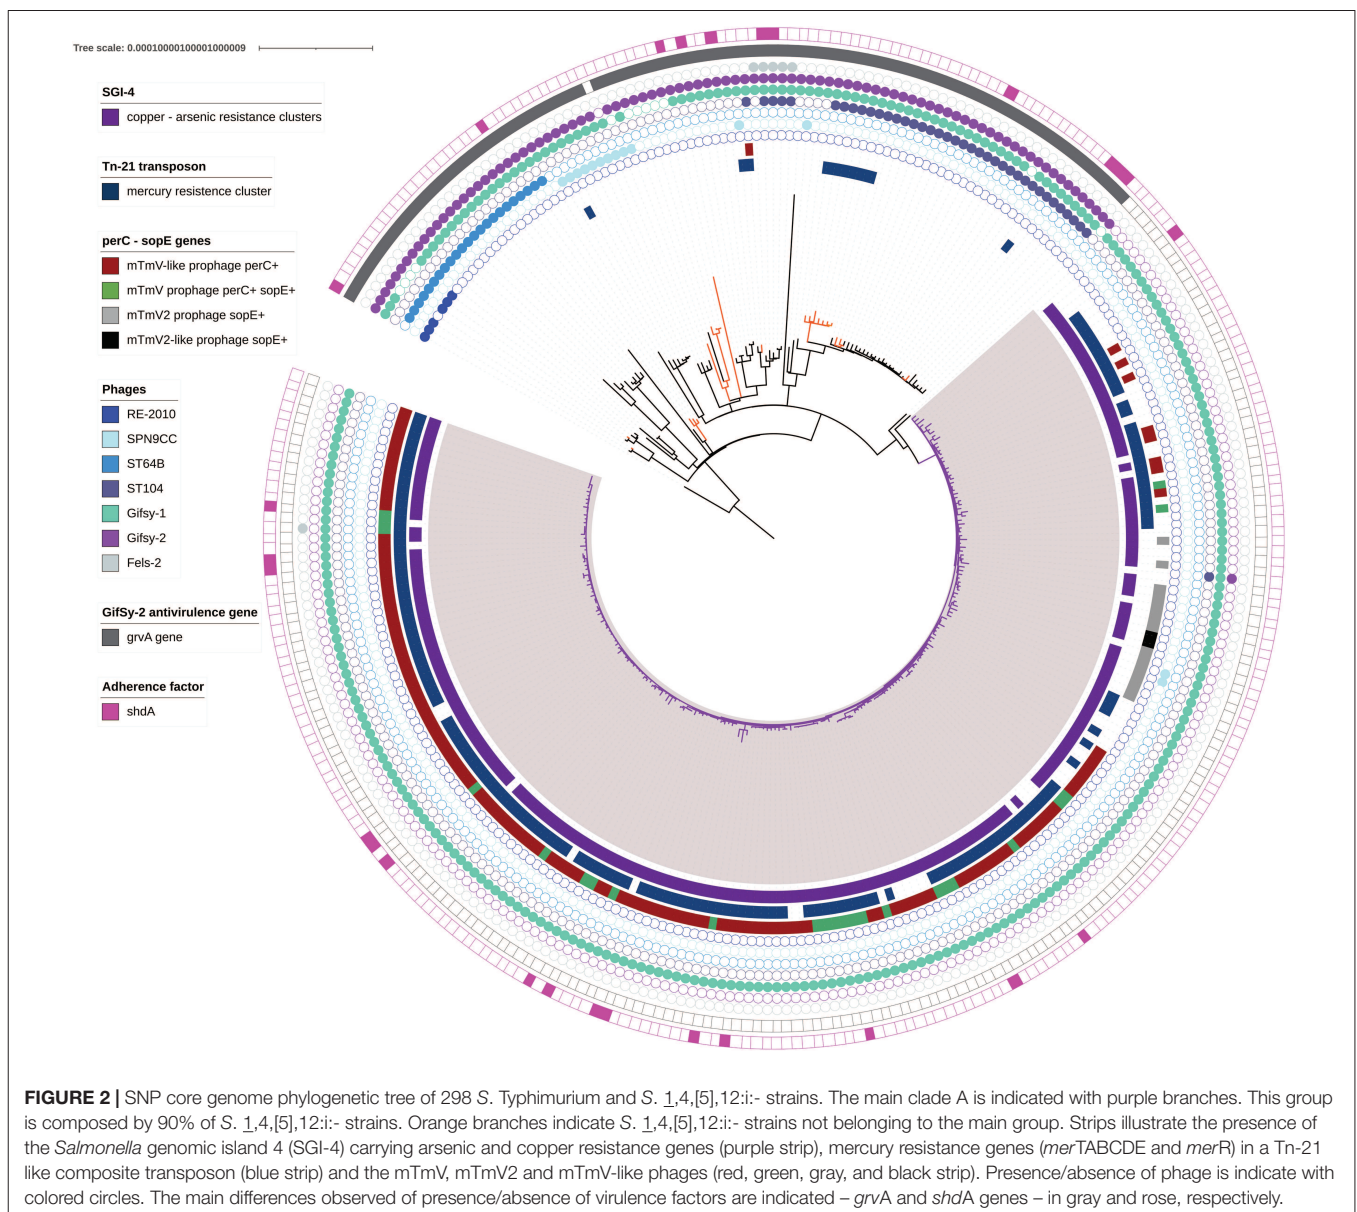 Tree scale: 0.00010000100001000009
SGI-4
copper - arsenic resistance clusters
Tn-21 transposon
mercury resistence cluster
perC - sopE genes
mTmV-like prophage perC+
mTmV prophage perC+ sopE+
mTmV2 prophage sopE+
mTmV2-like prophage sopE+
Phages
RE-2010
SPN9CC
ST64B
ST104
Gifsy-1
Gifsy-2
Fels-2
GifSy-2 antivirulence gene
grvA gene
Adherence factor
shdA
FIGURE 2 | SNP core genome phylogenetic tree of 298 S. Typhimurium and S. 1,4,[5],12:i:- strains. The main clade A is indicated with purple branches. This group
is composed by 90% of S. 1,4,[5],12:i:- strains. Orange branches indicate S. 1,4,[5],12:i:- strains not belonging to the main group. Strips illustrate the presence of
the Salmonella genomic island 4 (SGI-4) carrying arsenic and copper resistance genes (purple strip), mercury resistance genes (merTABCDE and merR) in a Tn-21
like composite transposon (blue strip) and the mTmV, mTmV2 and mTmV-like phages (red, green, gray, and black strip). Presence/absence of phage is indicate with
colored circles. The main differences observed of presence/absence of virulence factors are indicated – grvA and shdA genes – in gray and rose, respectively.